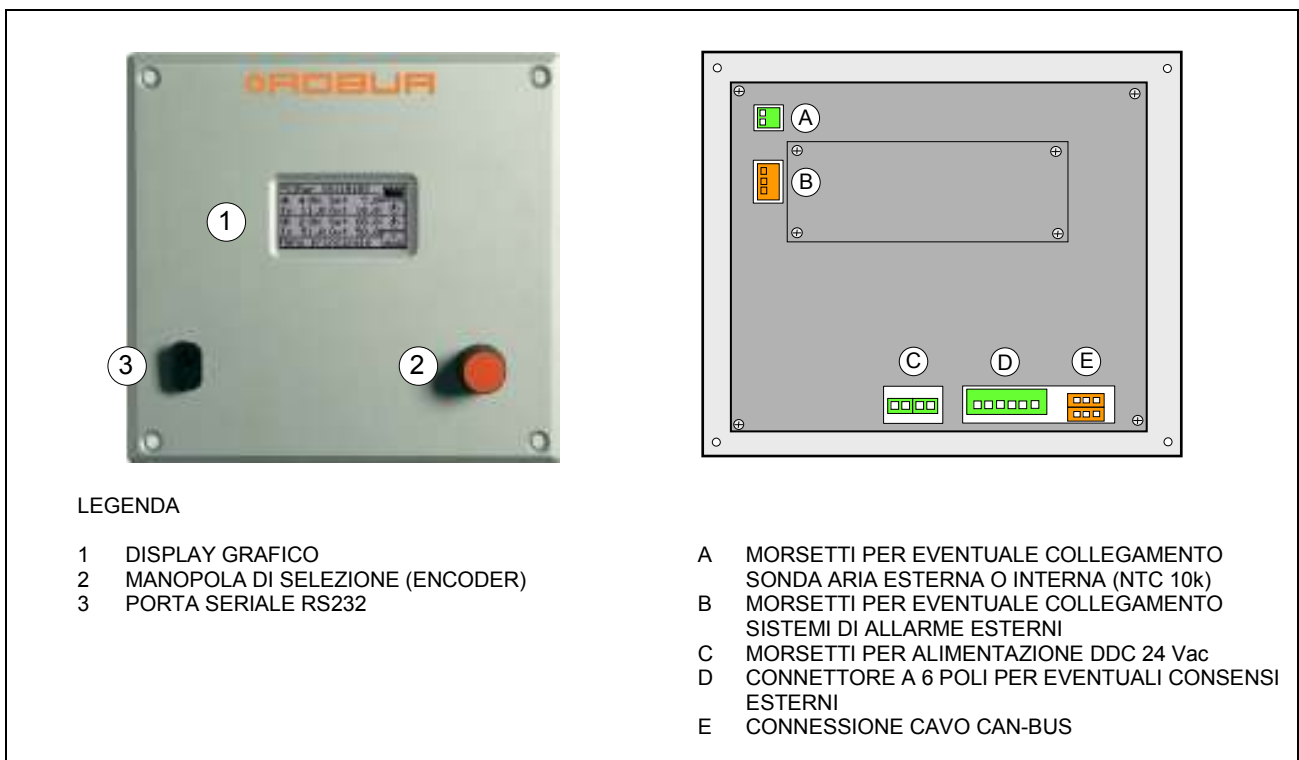 ROBUR
1
2
3
A
B
C
D
E
LEGENDA
1 DISPLAY GRAFICO
2 MANOPOLA DI SELEZIONE (ENCODER)
3 PORTA SERIALE RS232
A MORSETTI PER EVENTUALE COLLEGAMENTO
SONDA ARIA ESTERNA O INTERNA (NTC 10k)
B MORSETTI PER EVENTUALE COLLEGAMENTO
SISTEMI DI ALLARME ESTERNI
C MORSETTI PER ALIMENTAZIONE DDC 24 Vac
D CONNETTORE A 6 POLI PER EVENTUALI CONSENSI
ESTERNI
E CONNESSIONE CAVO CAN-BUS